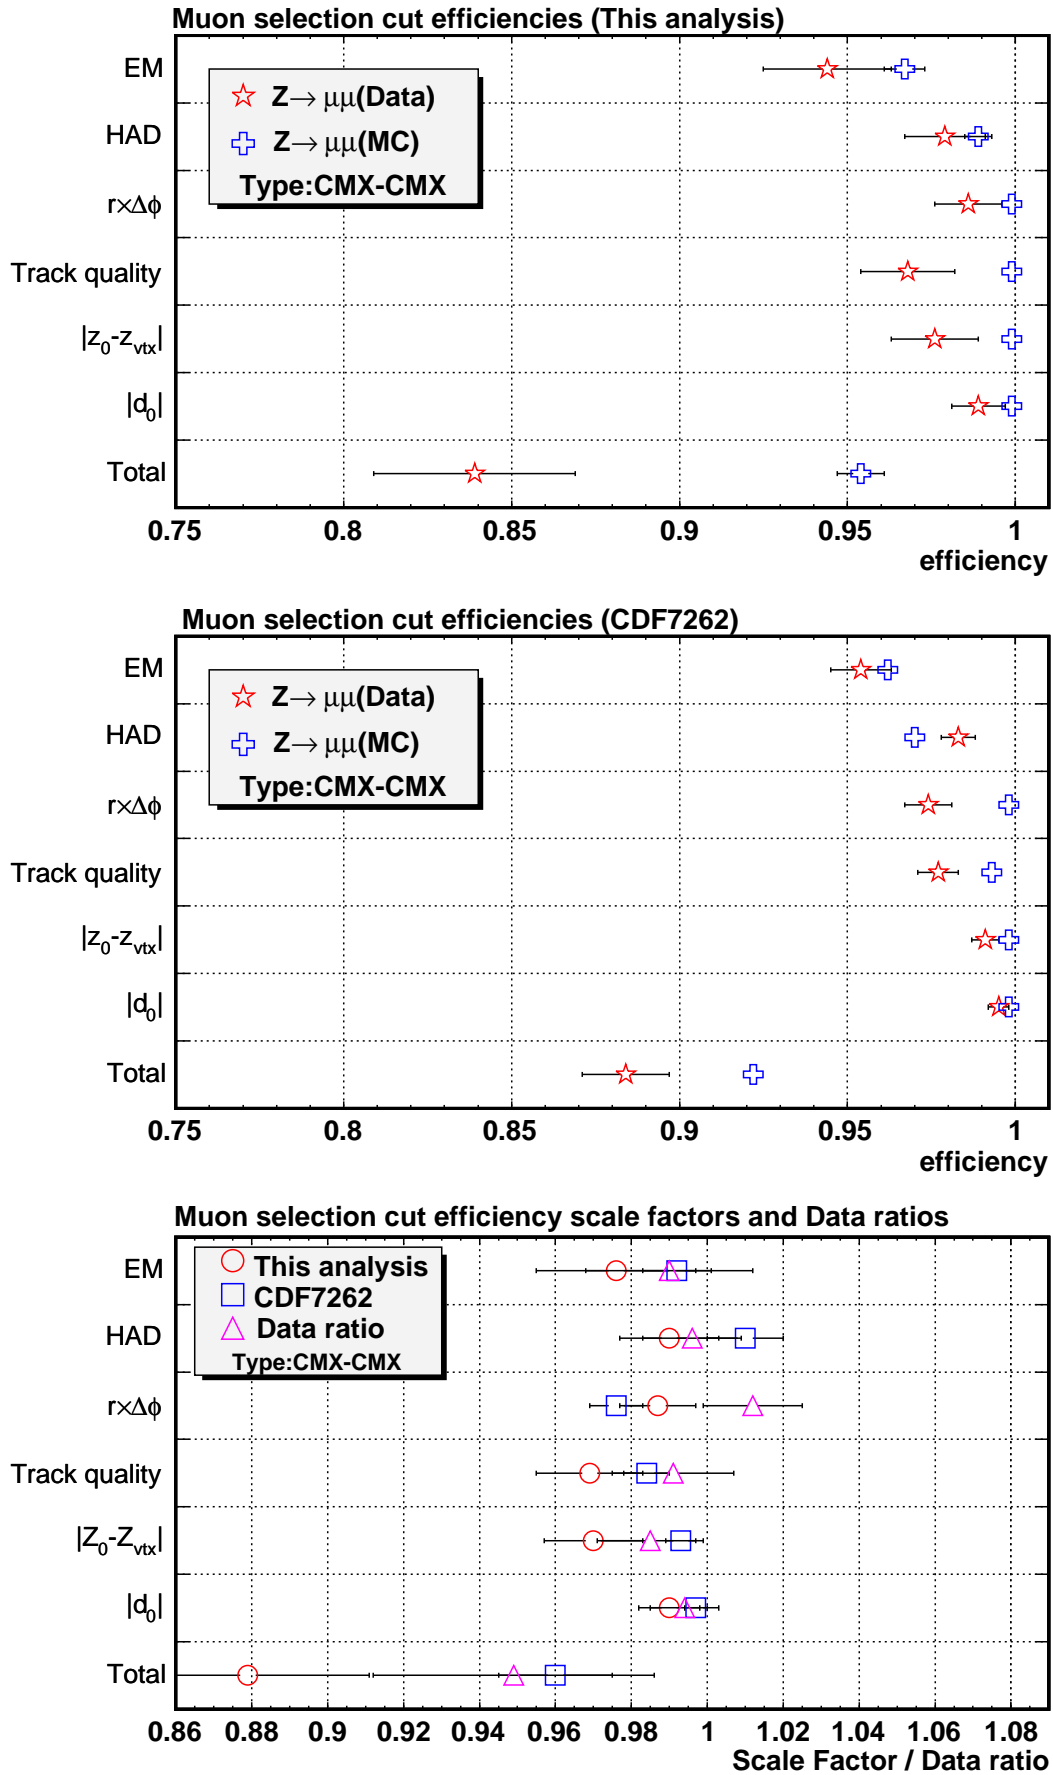 Muon selection cut efficiencies (This analysis)
EM
HAD
r×Δϕ
Track quality
|z0-zvtx|
|d0|
Total
Z→ μμ(Data)
Z→ μμ(MC)
Type:CMX-CMX
0.75 0.8 0.85 0.9 0.95 1
efficiency
Muon selection cut efficiencies (CDF7262)
EM
HAD
r×Δϕ
Track quality
|z0-zvtx|
|d0|
Total
Z→ μμ(Data)
Z→ μμ(MC)
Type:CMX-CMX
0.75 0.8 0.85 0.9 0.95 1
efficiency
Muon selection cut efficiency scale factors and Data ratios
EM
HAD
r×Δϕ
Track quality
|Z0-Zvtx|
|d0|
Total
This analysis
CDF7262
Data ratio
Type:CMX-CMX
0.86 0.88 0.9 0.92 0.94 0.96 0.98 1 1.02 1.04 1.06 1.08
Scale Factor / Data ratio